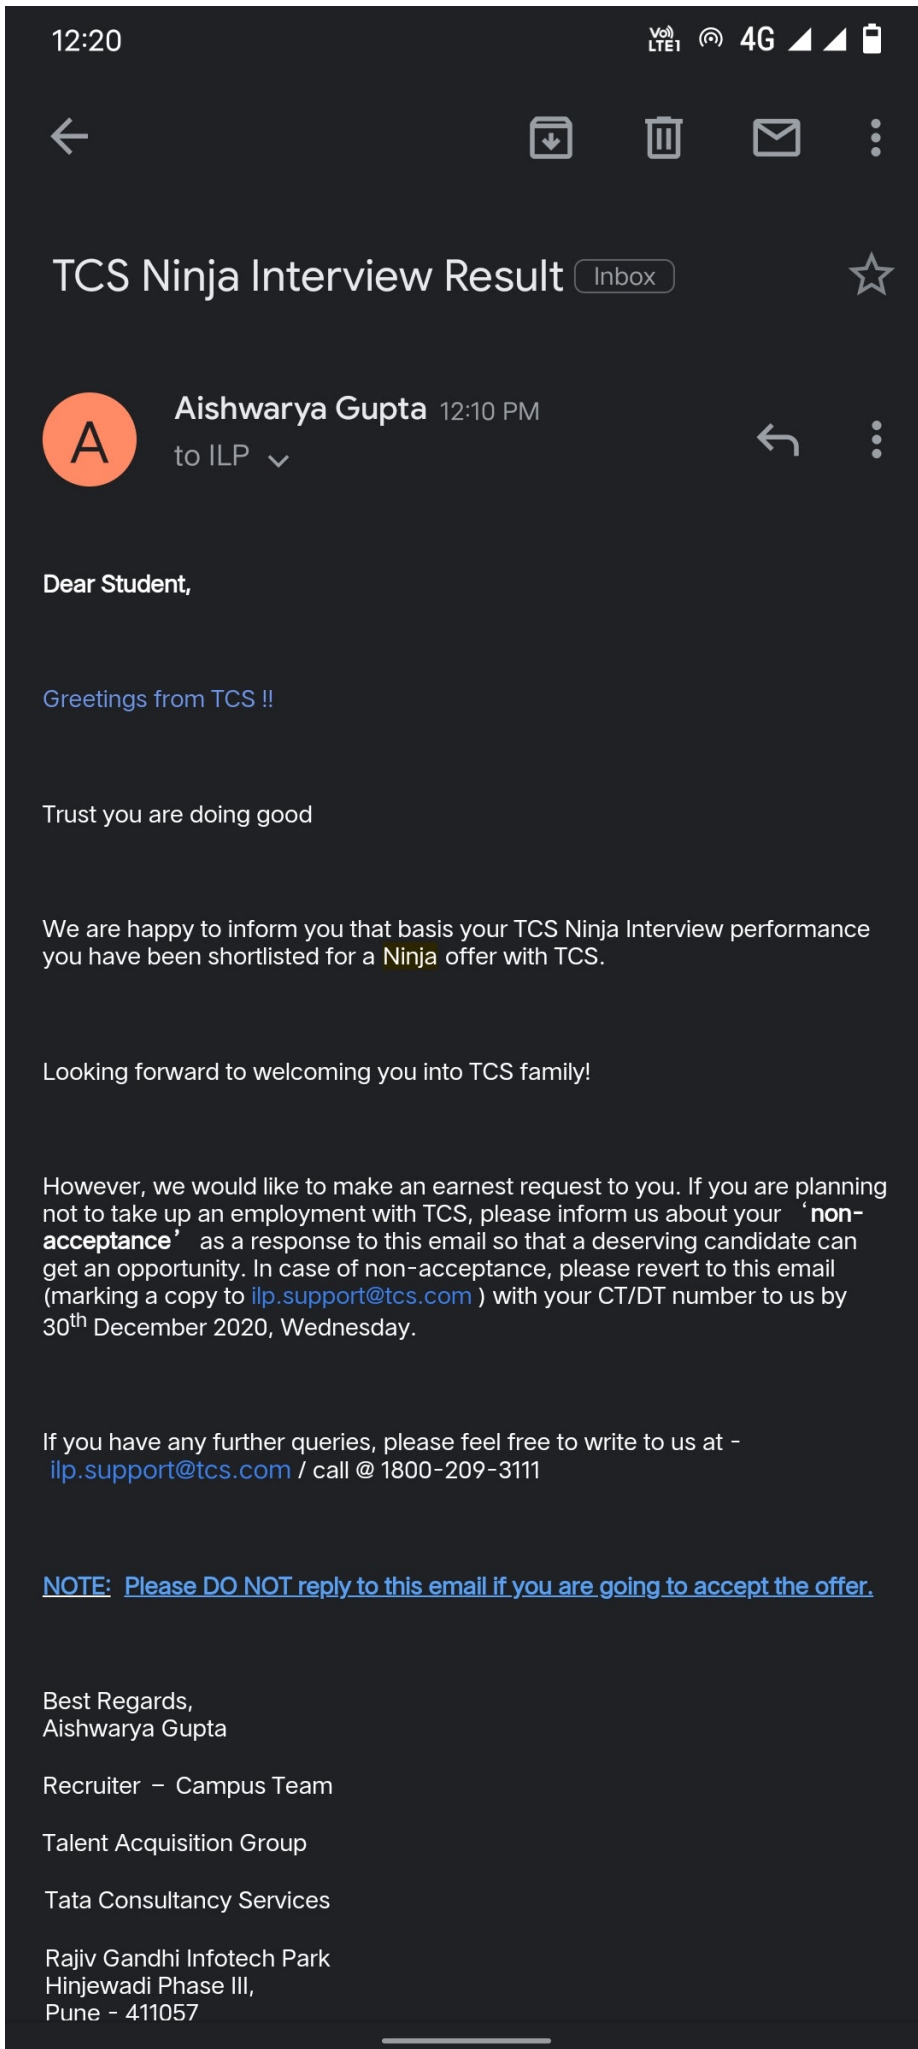 12:20
Vo)) LTE1 4G
TCS Ninja Interview Result Inbox
A
Aishwarya Gupta 12:10 PM
to ILP
Dear Student,
Greetings from TCS !!
Trust you are doing good
We are happy to inform you that basis your TCS Ninja Interview performance
you have been shortlisted for a Ninja offer with TCS.
Looking forward to welcoming you into TCS family!
However, we would like to make an earnest request to you. If you are planning
not to take up an employment with TCS, please inform us about your ‘non-
acceptance’ as a response to this email so that a deserving candidate can
get an opportunity. In case of non-acceptance, please revert to this email
(marking a copy to ilp.support@tcs.com ) with your CT/DT number to us by
30th December 2020, Wednesday.
If you have any further queries, please feel free to write to us at -
ilp.support@tcs.com / call @ 1800-209-3111
NOTE: Please DO NOT reply to this email if you are going to accept the offer.
Best Regards,
Aishwarya Gupta
Recruiter – Campus Team
Talent Acquisition Group
Tata Consultancy Services
Rajiv Gandhi Infotech Park
Hinjewadi Phase III,
Pune - 411057